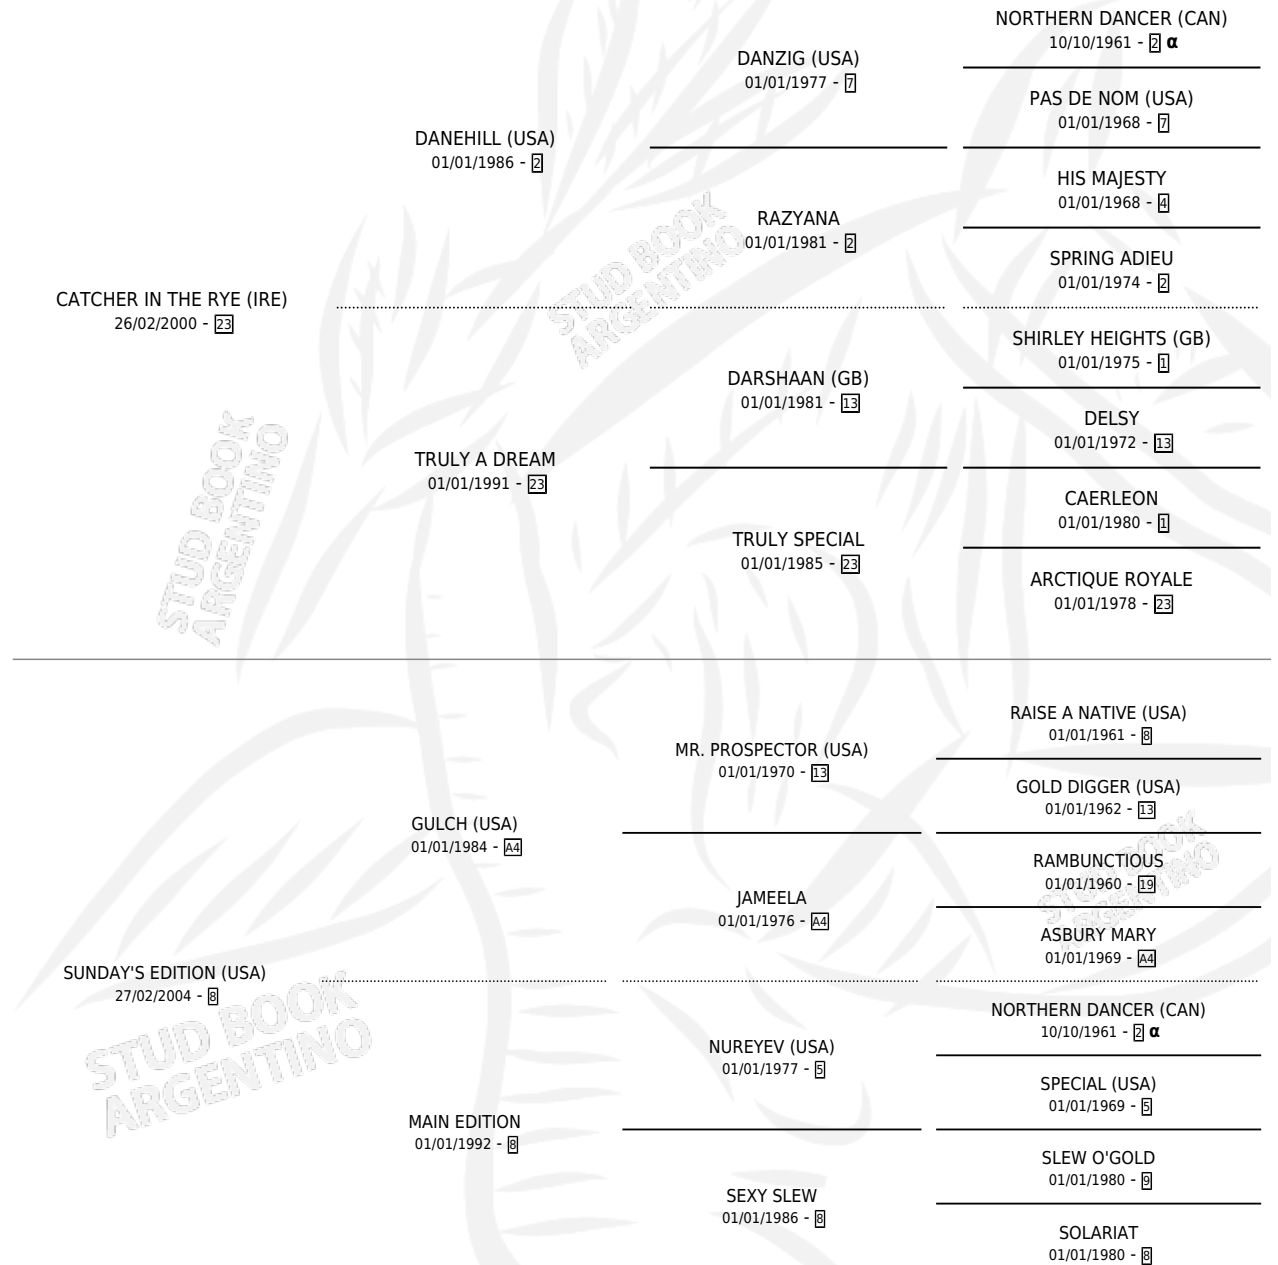 NORTHERN DANCER (CAN)
10/10/1961 - 2 α
DANZIG (USA)
01/01/1977 - 7
PAS DE NOM (USA)
01/01/1968 - 7
DANEHILL (USA)
01/01/1986 - 2
HIS MAJESTY
01/01/1968 - 4
RAZYANA
01/01/1981 - 2
SPRING ADIEU
01/01/1974 - 2
CATCHER IN THE RYE (IRE)
26/02/2000 - 23
SHIRLEY HEIGHTS (GB)
01/01/1975 - 1
DARSHAAN (GB)
01/01/1981 - 13
DELSY
01/01/1972 - 13
TRULY A DREAM
01/01/1991 - 23
CAERLEON
01/01/1980 - 1
TRULY SPECIAL
01/01/1985 - 23
ARCTIQUE ROYALE
01/01/1978 - 23
RAISE A NATIVE (USA)
01/01/1961 - 8
MR. PROSPECTOR (USA)
01/01/1970 - 13
GOLD DIGGER (USA)
01/01/1962 - 13
GULCH (USA)
01/01/1984 - A4
RAMBUNCTIOUS
01/01/1960 - 19
JAMEELA
01/01/1976 - A4
ASBURY MARY
01/01/1969 - A4
SUNDAY'S EDITION (USA)
27/02/2004 - 8
NORTHERN DANCER (CAN)
10/10/1961 - 2 α
NUREYEV (USA)
01/01/1977 - 5
SPECIAL (USA)
01/01/1969 - 5
MAIN EDITION
01/01/1992 - 8
SLEW O'GOLD
01/01/1980 - 9
SEXY SLEW
01/01/1986 - 8
SOLARIAT
01/01/1980 - 8
STUD BOOK
ARGENTINO
STUD BOOK
ARGENTINO
STUD BOOK
ARGENTINO
STUD BOOK
ARGENTINO